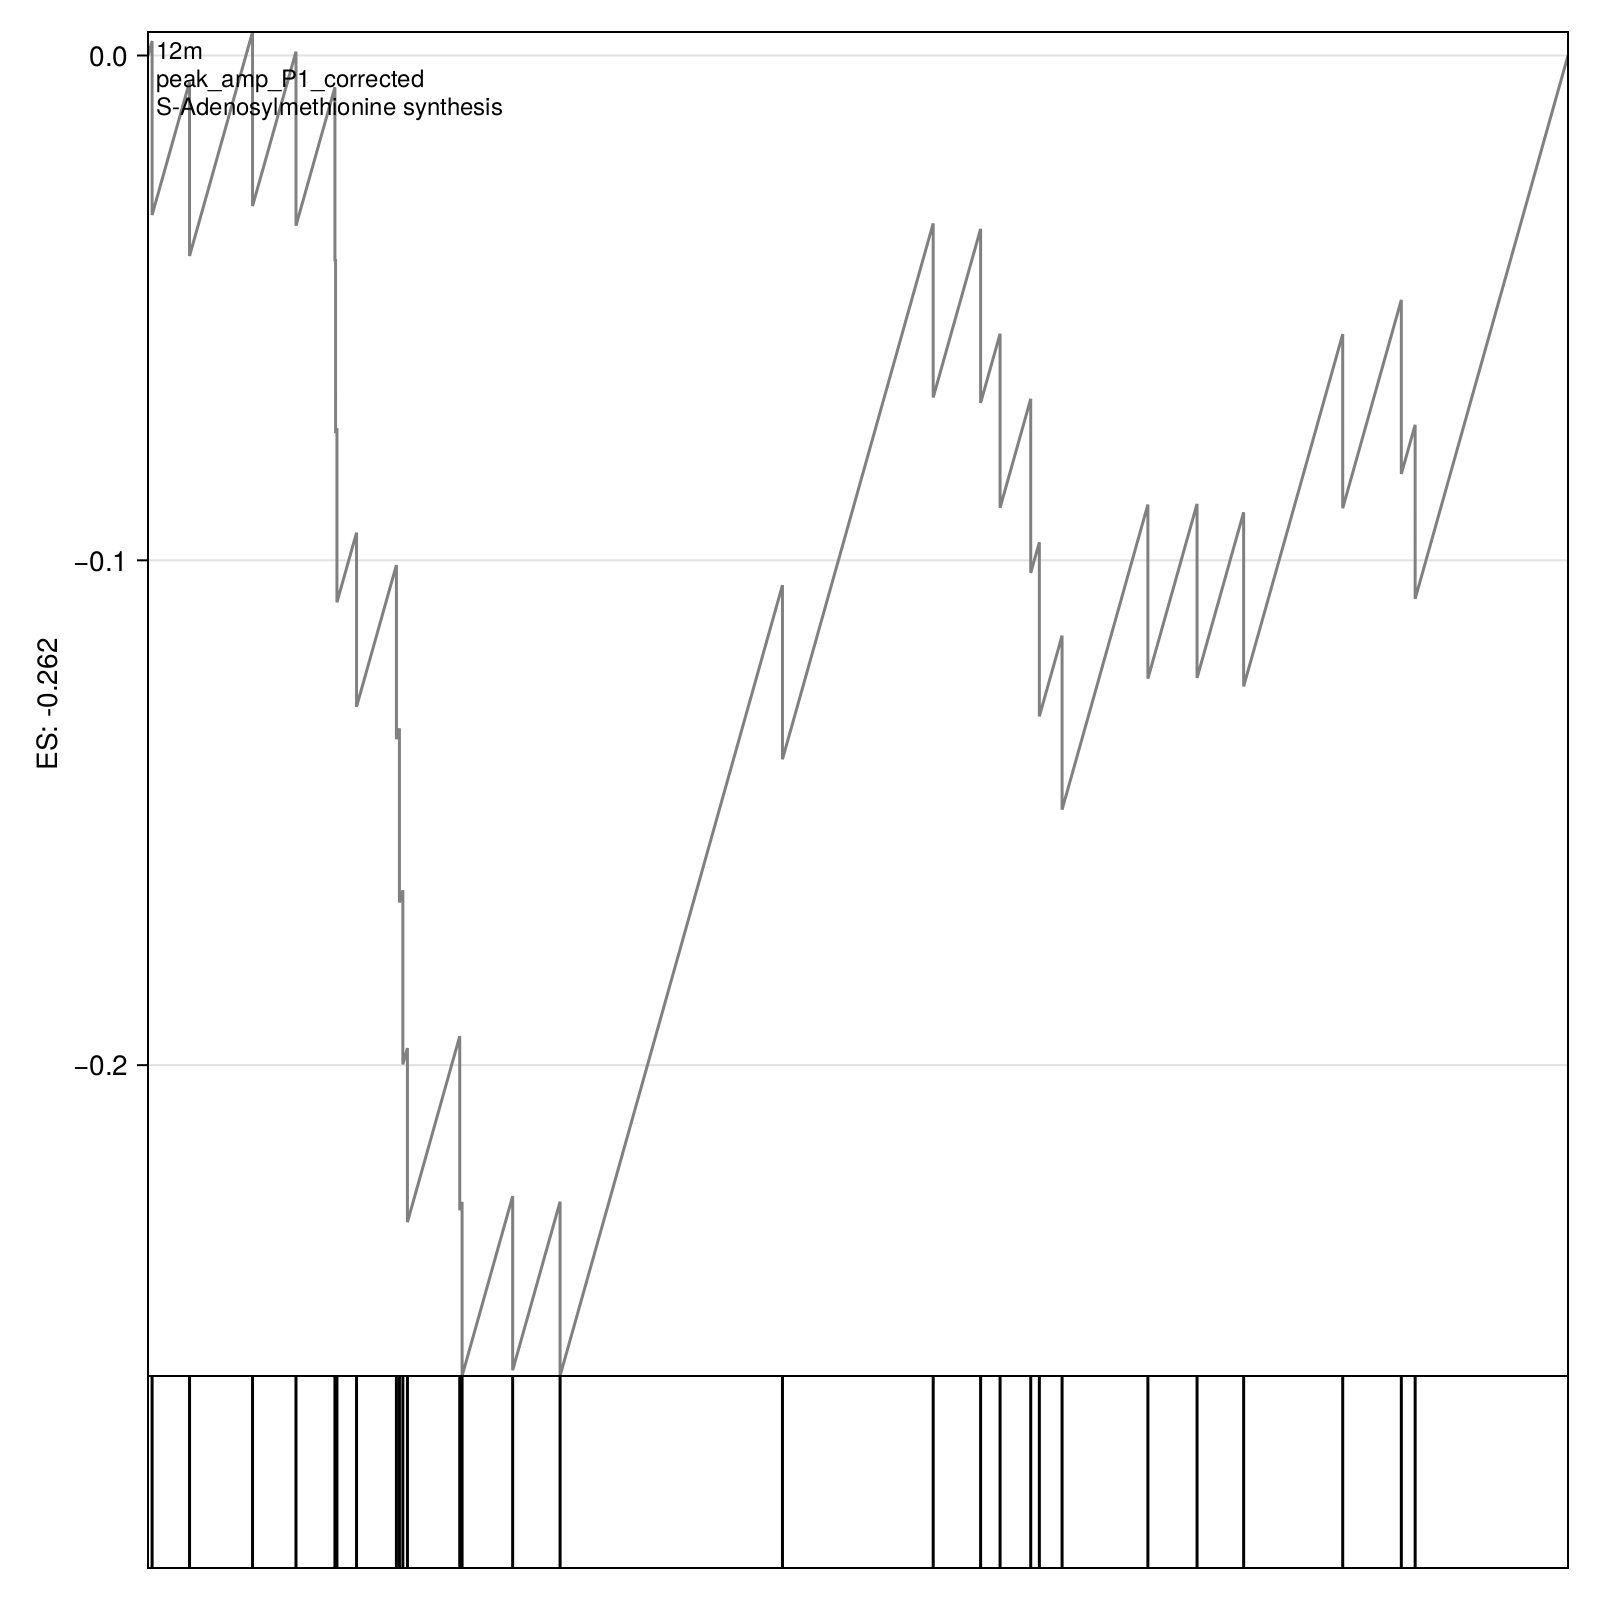 12m
peak_amp_P1_corrected
S-Adenosylmethionine synthesis
0.0
−0.1
−0.2
ES: -0.262